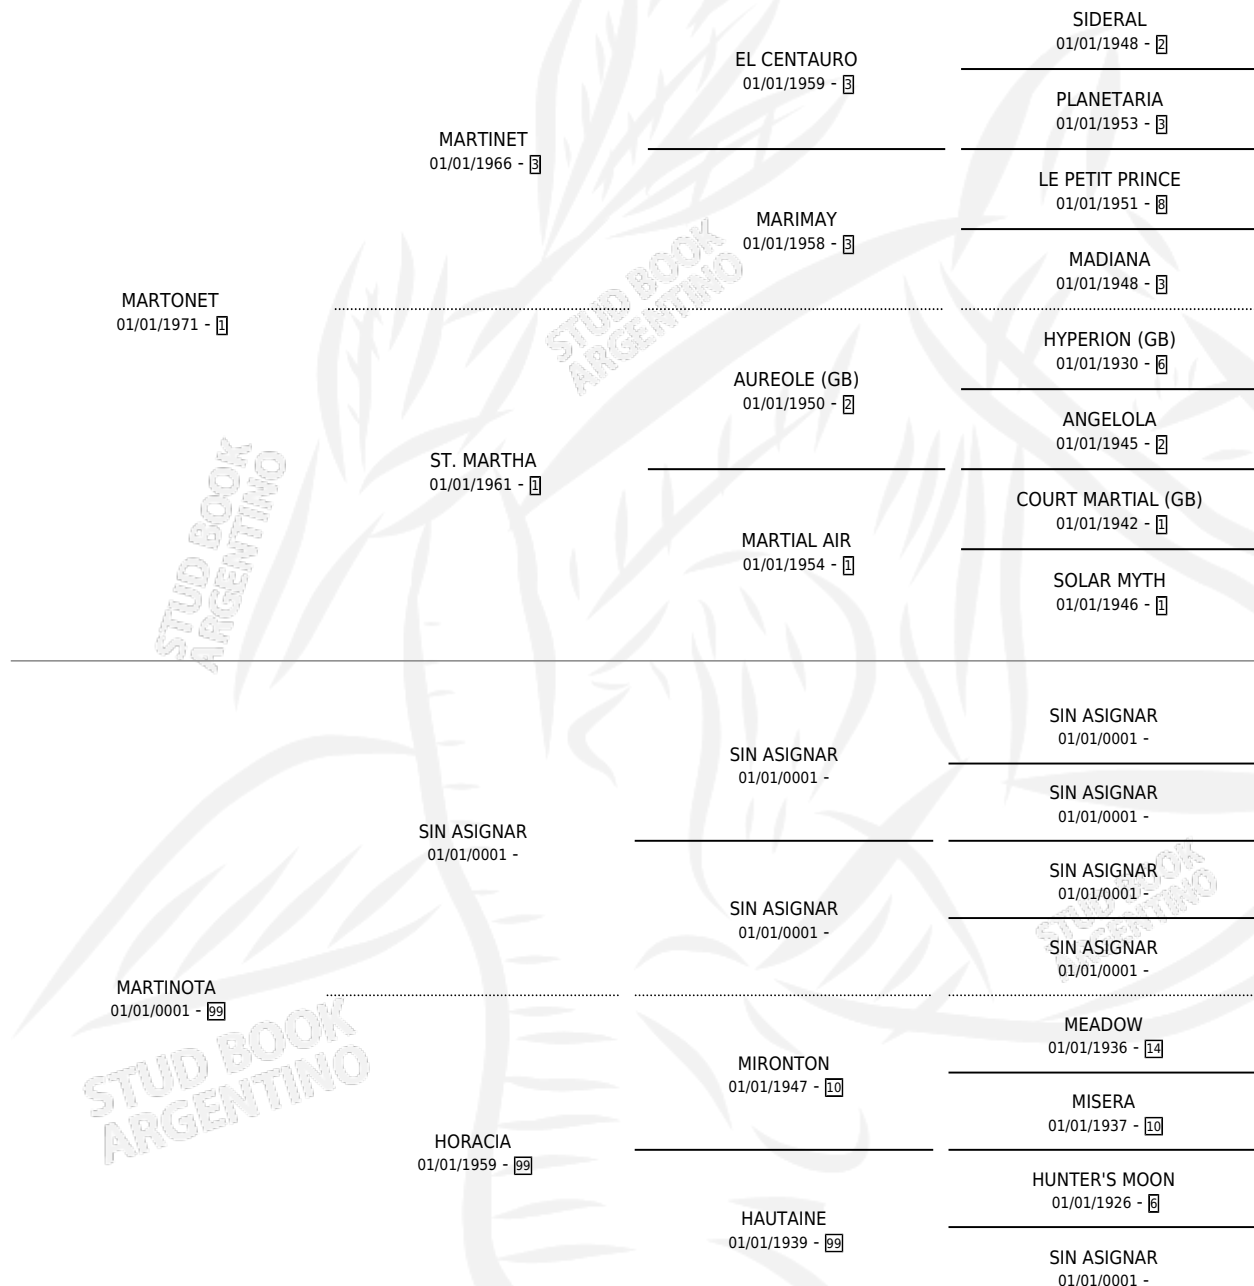 SIDERAL
01/01/1948 - 2
EL CENTAURO
01/01/1959 - 3
PLANETARIA
01/01/1953 - 3
MARTINET
01/01/1966 - 3
LE PETIT PRINCE
01/01/1951 - 8
MARIMAY
01/01/1958 - 3
MADIANA
01/01/1948 - 3
STUD BOOK
ARGENTINO
MARTONET
01/01/1971 - 1
HYPERION (GB)
01/01/1930 - 6
AUREOLE (GB)
01/01/1950 - 2
ANGELOLA
01/01/1945 - 2
ST. MARTHA
01/01/1961 - 1
COURT MARTIAL (GB)
01/01/1942 - 1
MARTIAL AIR
01/01/1954 - 1
SOLAR MYTH
01/01/1946 - 1
STUD BOOK
ARGENTINO
SIN ASIGNAR
01/01/0001 -
SIN ASIGNAR
01/01/0001 -
SIN ASIGNAR
01/01/0001 -
SIN ASIGNAR
01/01/0001 -
SIN ASIGNAR
01/01/0001 -
SIN ASIGNAR
01/01/0001 -
SIN ASIGNAR
01/01/0001 -
STUD BOOK
ARGENTINO
MARTINOTA
01/01/0001 - 99
MEADOW
01/01/1936 - 14
MIRONTON
01/01/1947 - 10
MISERA
01/01/1937 - 10
STUD BOOK
ARGENTINO
HORACIA
01/01/1959 - 99
HUNTER'S MOON
01/01/1926 - 6
HAUTAINE
01/01/1939 - 99
SIN ASIGNAR
01/01/0001 -